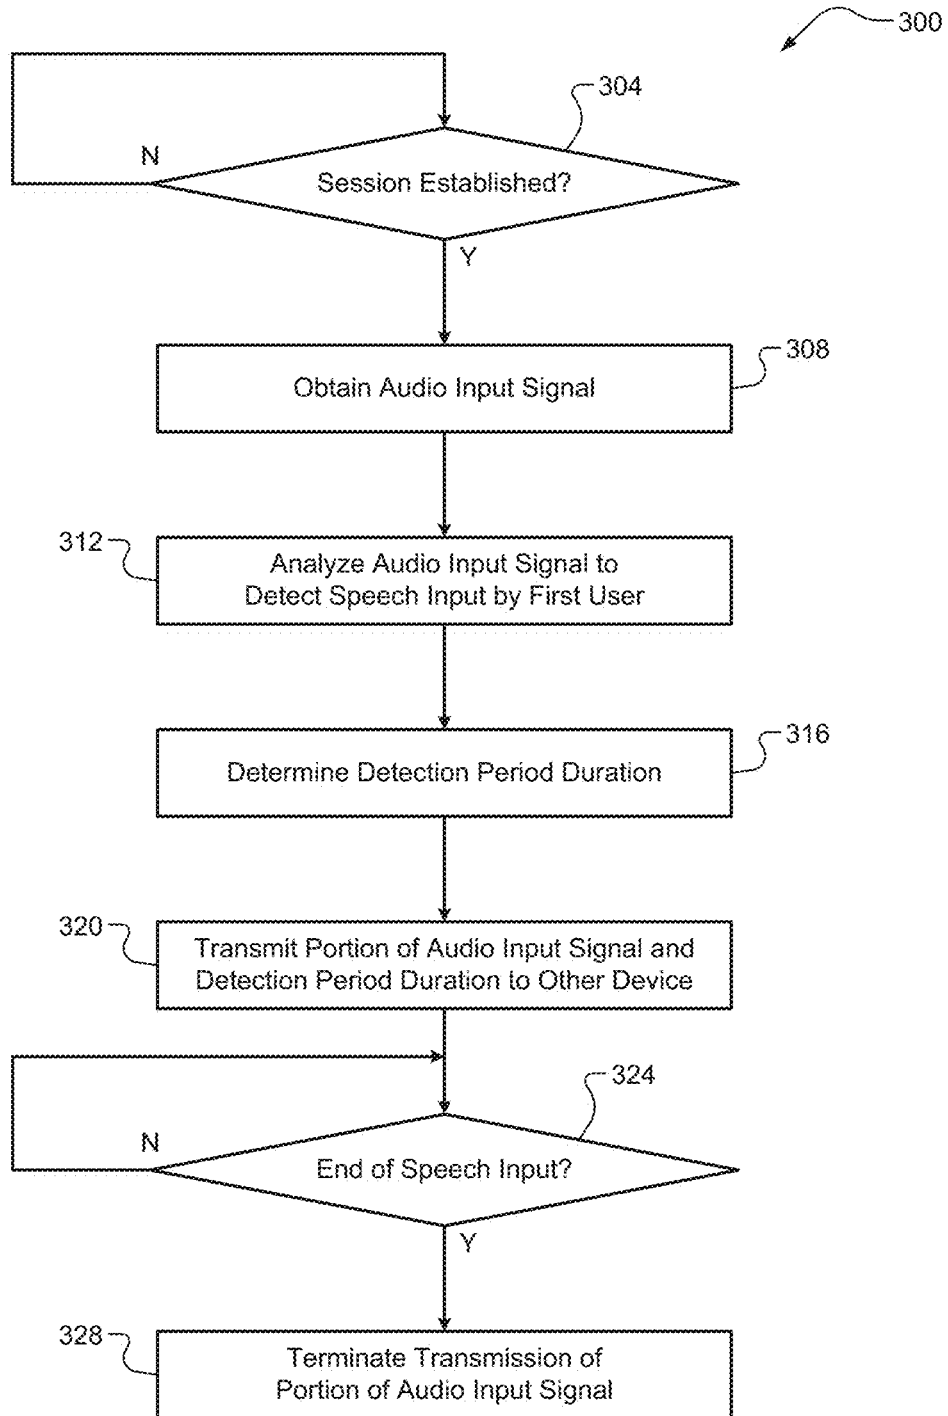 300
304
N
Session Established?
Y
308
Obtain Audio Input Signal
312
Analyze Audio Input Signal to
Detect Speech Input by First User
316
Determine Detection Period Duration
320
Transmit Portion of Audio Input Signal and
Detection Period Duration to Other Device
324
N
End of Speech Input?
Y
328
Terminate Transmission of
Portion of Audio Input Signal